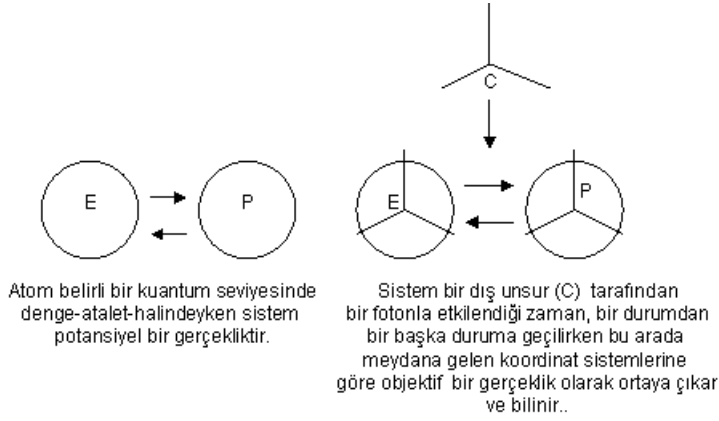 C
E
P
E
P
Atom belirli bir kuantum seviyesinde
denge-atalet-halindeyken sistem
potansiyel bir gerçekliktir.
Sistem bir dış unsur (C) tarafından
bir fotonla etkilendiği zaman, bir durumdan
bir başka duruma geçilirken bu arada
meydana gelen koordinat sistemlerine
göre objektif bir gerçeklik olarak ortaya çıkar
ve bilinir..